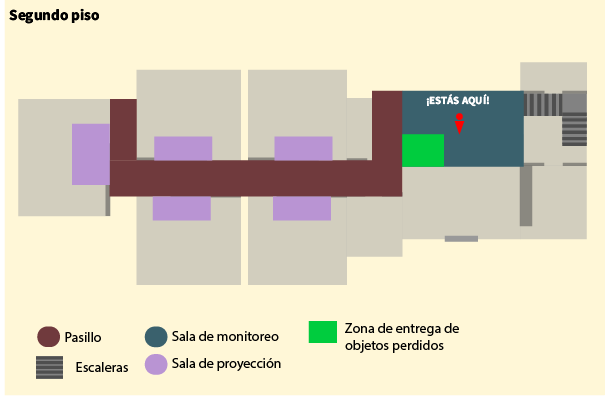 Segundo piso
¡ESTÁS AQUÍ!
Pasillo
Sala de monitoreo
Zona de entrega de
objetos perdidos
Escaleras
Sala de proyección